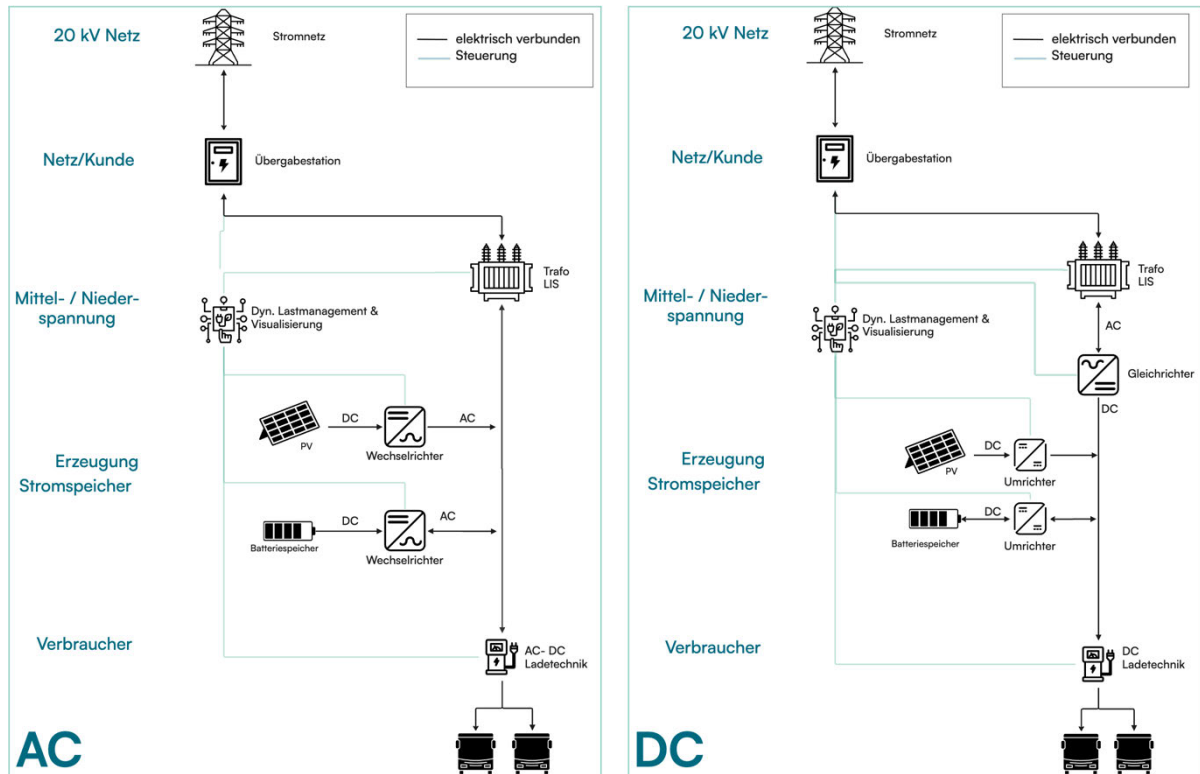 20 kV Netz
Stromnetz
elektrisch verbunden
Steuerung
Netz/Kunde
Übergabestation
Trafo
LIS
Mittel- / Nieder-
spannung
Dyn. Lastmanagement &
Visualisierung
DC
AC
PV
Wechselrichter
Erzeugung
Stromspeicher
DC
AC
Batteriespeicher
Wechselrichter
Verbraucher
AC- DC
Ladetechnik
AC
20 kV Netz
Stromnetz
elektrisch verbunden
Steuerung
Netz/Kunde
Übergabestation
Trafo
LIS
Mittel- / Nieder-
spannung
Dyn. Lastmanagement &
Visualisierung
AC
Gleichrichter
DC
DC
PV
Umrichter
Erzeugung
Stromspeicher
DC
Batteriespeicher
Umrichter
Verbraucher
DC
Ladetechnik
DC